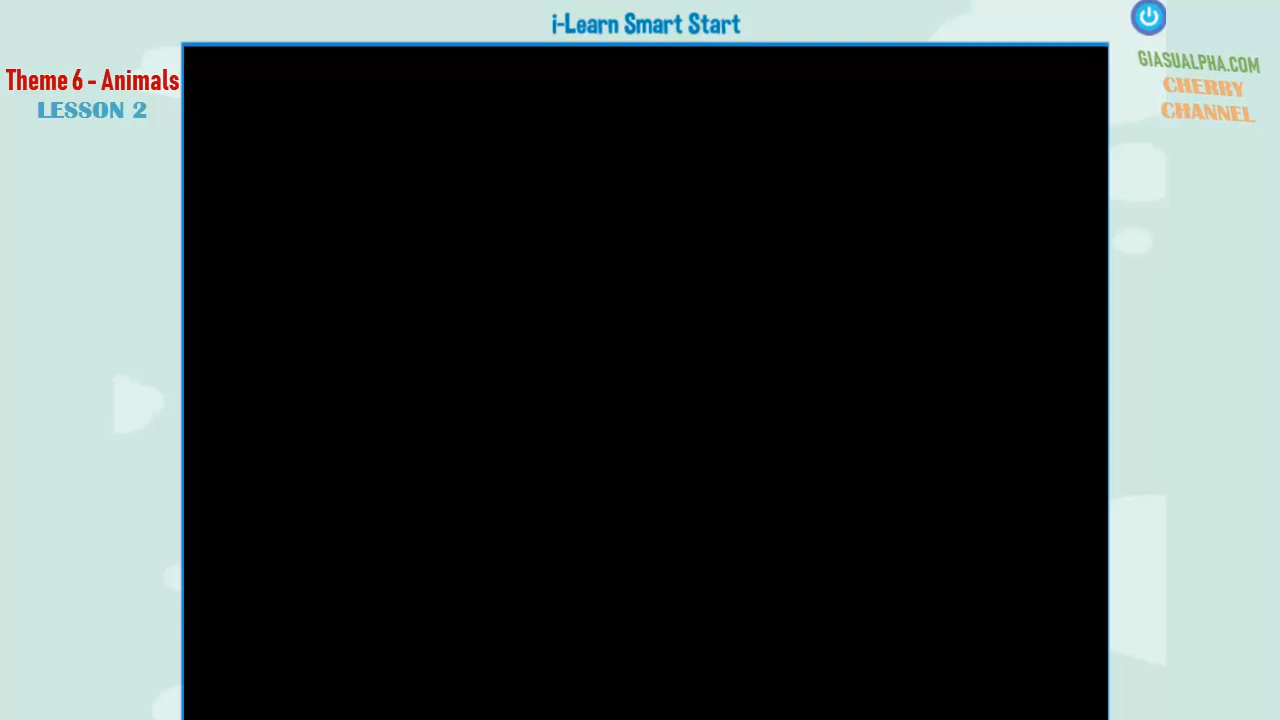 i-Learn Smart Start
Theme 6 - Animals
LESSON 2
GIASUALPHA.COM
CHERRY
CHANNEL